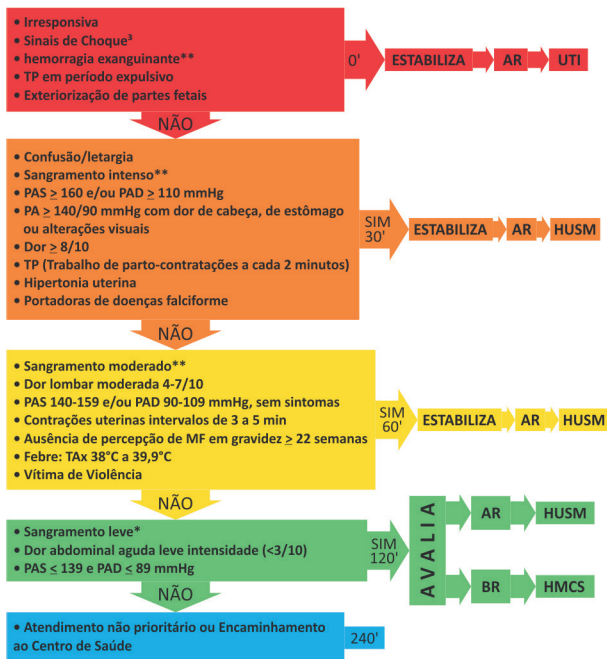 • Irresponsiva
• Sinais de Choque³
• hemorragia exanguinante**
• TP em período expulsivo
• Exteriorização de partes fetais
0'
ESTABILIZA
AR
UTI
NÃO
• Confusão/letargia
• Sangramento intenso**
• PAS ≥ 160 e/ou PAD ≥ 110 mmHg
• PA ≥ 140/90 mmHg com dor de cabeça, de estômago
ou alterações visuais
• Dor ≥ 8/10
• TP (Trabalho de parto-contratações a cada 2 minutos)
• Hipertonia uterina
• Portadoras de doenças falciforme
SIM
30'
ESTABILIZA
AR
HUSM
NÃO
• Sangramento moderado**
• Dor lombar moderada 4-7/10
• PAS 140-159 e/ou PAD 90-109 mmHg, sem sintomas
• Contrações uterinas intervalos de 3 a 5 min
• Ausência de percepção de MF em gravidez ≥ 22 semanas
• Febre: TAx 38°C a 39,9°C
• Vítima de Violência
SIM
60'
ESTABILIZA
AR
HUSM
NÃO
• Sangramento leve*
• Dor abdominal aguda leve intensidade (<3/10)
• PAS ≤ 139 e PAD ≤ 89 mmHg
SIM
120'
AVALIA
AR
HUSM
BR
HMCS
NÃO
• Atendimento não prioritário ou Encaminhamento
ao Centro de Saúde
240'